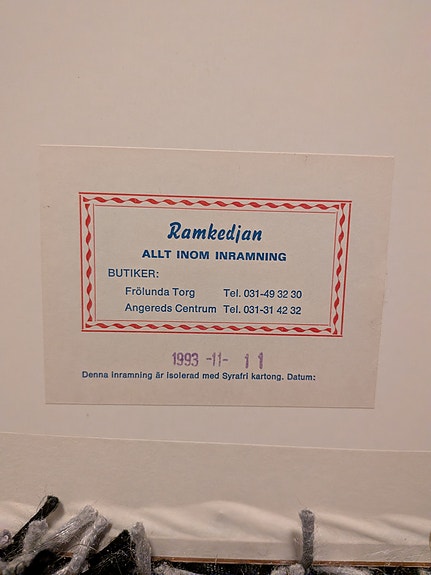 Ramkedjan
ALLT INOM INRAMNING
BUTIKER:
Frölunda Torg Tel. 031-49 32 30
Angereds Centrum Tel. 031-31 42 32
1993 -11- 11
Denna inramning är isolerad med Syrafri kartong. Datum: